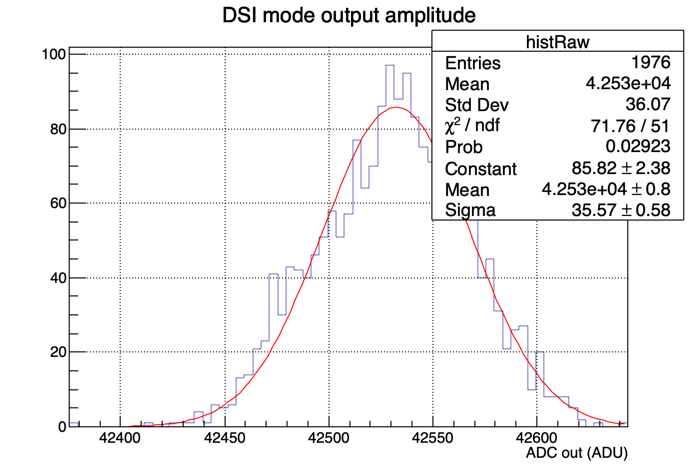 DSI mode output amplitude
histRaw
Entries 1976
Mean 4.253e+04
Std Dev 36.07
χ² / ndf 71.76 / 51
Prob 0.02923
Constant 85.82 ± 2.38
Mean 4.253e+04 ± 0.8
Sigma 35.57 ± 0.58
100
80
60
40
20
0
42400 42450 42500 42550 42600
ADC out (ADU)